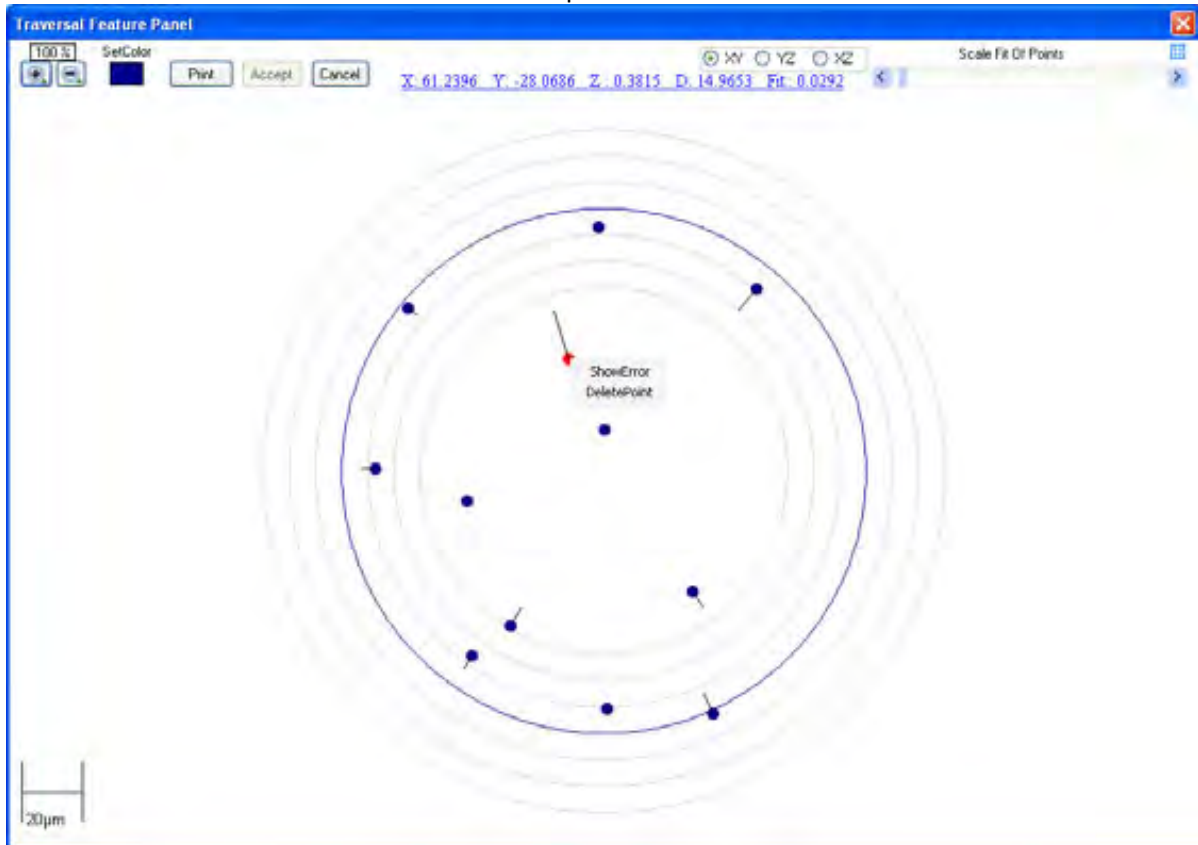 Traversal Feature Panel
100 %
SetColor
Print
Accept
Cancel
XY
YZ
XZ
X: 61.2396 Y: -28.0686 Z : 0.3815 D: 14.9653 Fit: 0.0292
Scale Fit Of Points
ShowError
DeletePoint
20µm